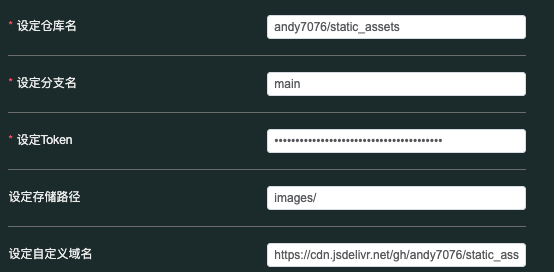 * 设定仓库名
andy7076/static_assets
* 设定分支名
main
* 设定Token
••••••••••••••••••••••••••••••••••••••••
设定存储路径
images/
设定自定义域名
https://cdn.jsdelivr.net/gh/andy7076/static_ass